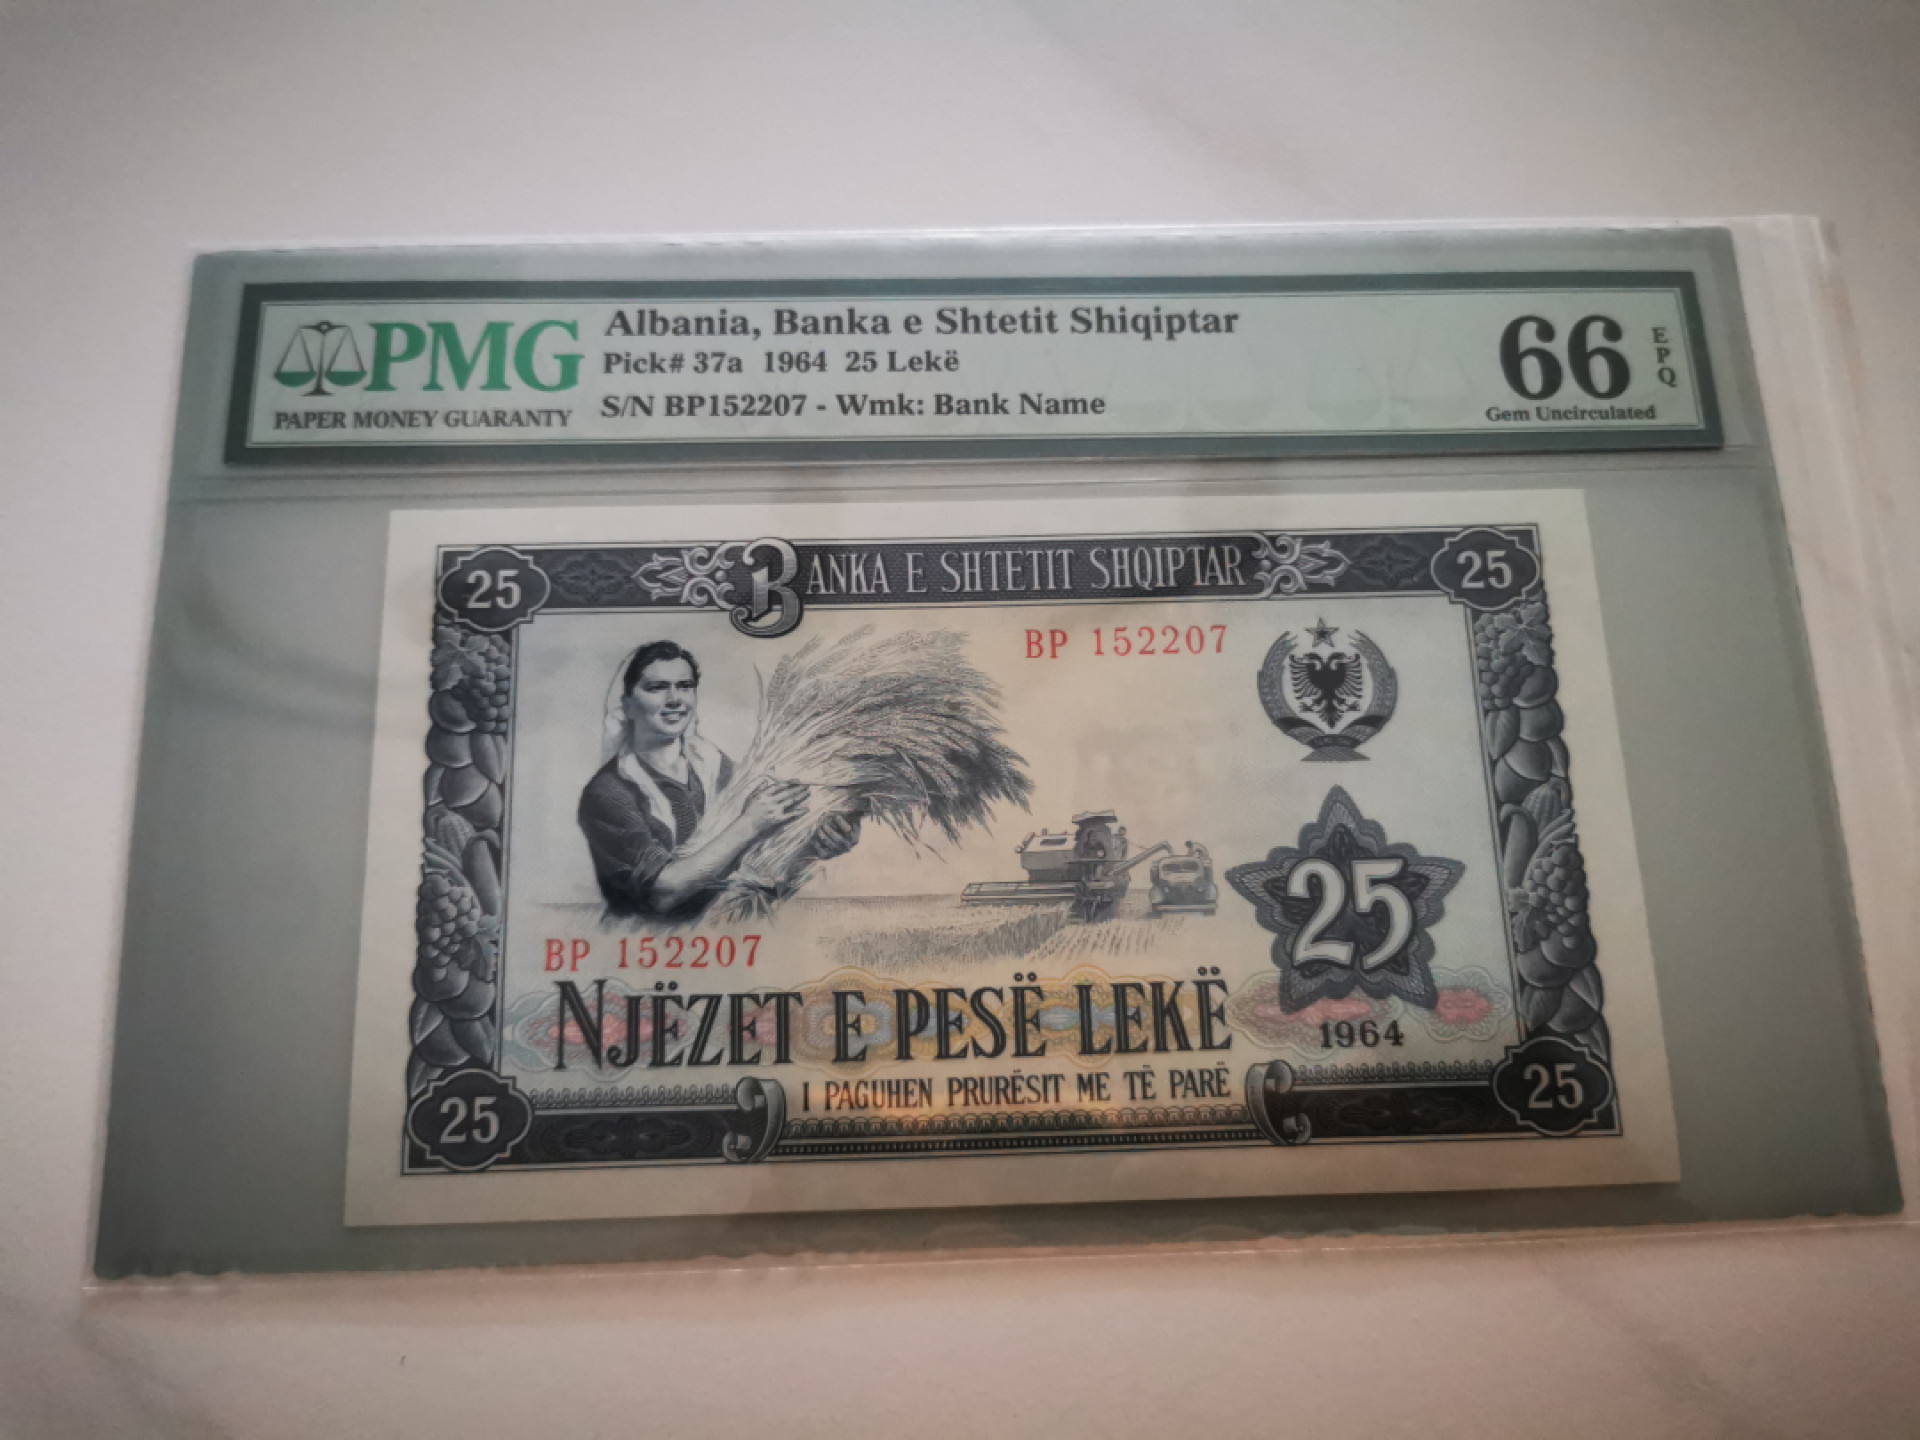 PMG
PAPER MONEY GUARANTY
Albania, Banka e Shtetit Shiqiptar
Pick# 37a 1964 25 Lekë
S/N BP152207 - Wmk: Bank Name
66
EPQ
Gem Uncirculated
25
BANKA E SHTETIT SHQIPTAR
25
BP 152207
25
BP 152207
NJËZET E PESË LEKË
1964
I PAGUHEN PRURËSIT ME TË PARË
25
25